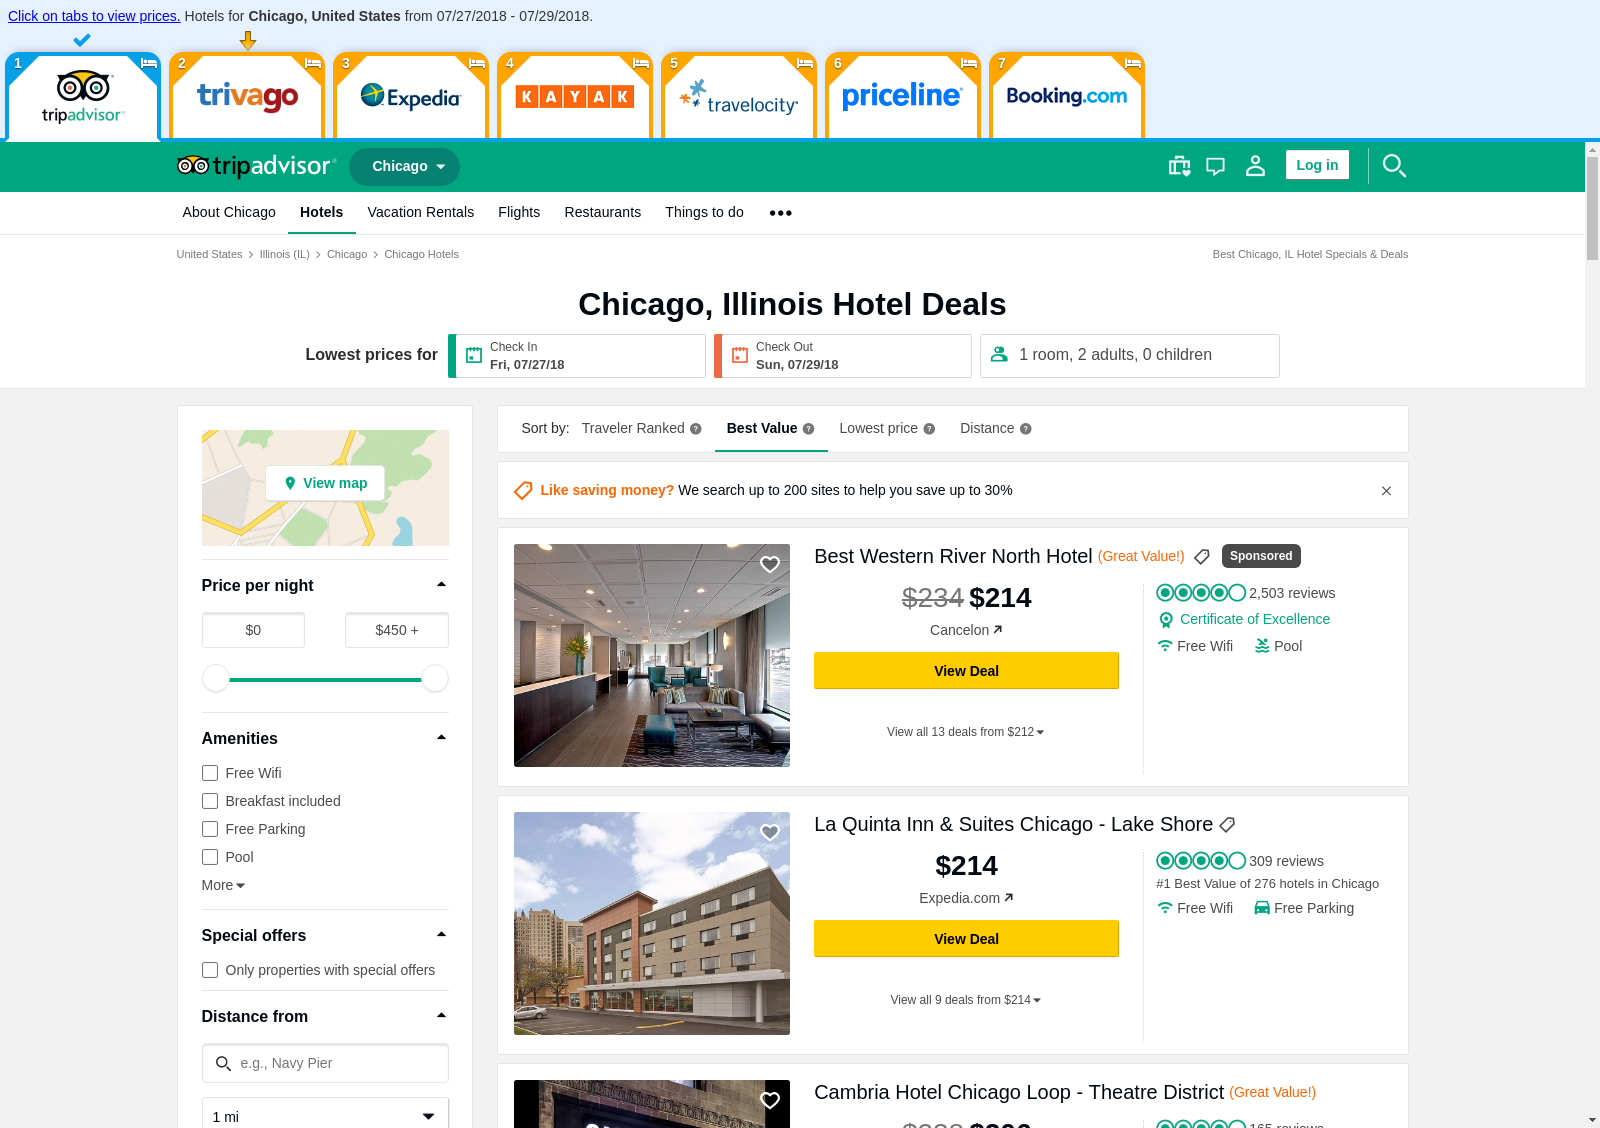 Click on tabs to view prices. Hotels for Chicago, United States from 07/27/2018 - 07/29/2018.
1 2 3 4 5 6 7
tripadvisor trivago Expedia KAYAK travelocity priceline Booking.com
tripadvisor Chicago Log in
About Chicago Hotels Vacation Rentals Flights Restaurants Things to do
United States Illinois (IL) Chicago Chicago Hotels Best Chicago, IL Hotel Specials & Deals
Chicago, Illinois Hotel Deals
Lowest prices for
Check In
Fri, 07/27/18
Check Out
Sun, 07/29/18
1 room, 2 adults, 0 children
View map
Price per night
$0 $450 +
Amenities
Free Wifi
Breakfast included
Free Parking
Pool
More
Special offers
Only properties with special offers
Distance from
e.g., Navy Pier
1 mi
Sort by: Traveler Ranked ? Best Value ? Lowest price ? Distance ?
Like saving money? We search up to 200 sites to help you save up to 30%
Best Western River North Hotel (Great Value!) Sponsored
$234 $214
Cancelon
View Deal
View all 13 deals from $212
2,503 reviews
Certificate of Excellence
Free Wifi Pool
La Quinta Inn & Suites Chicago - Lake Shore
$214
Expedia.com
View Deal
View all 9 deals from $214
309 reviews
#1 Best Value of 276 hotels in Chicago
Free Wifi Free Parking
Cambria Hotel Chicago Loop - Theatre District (Great Value!)
165 reviews